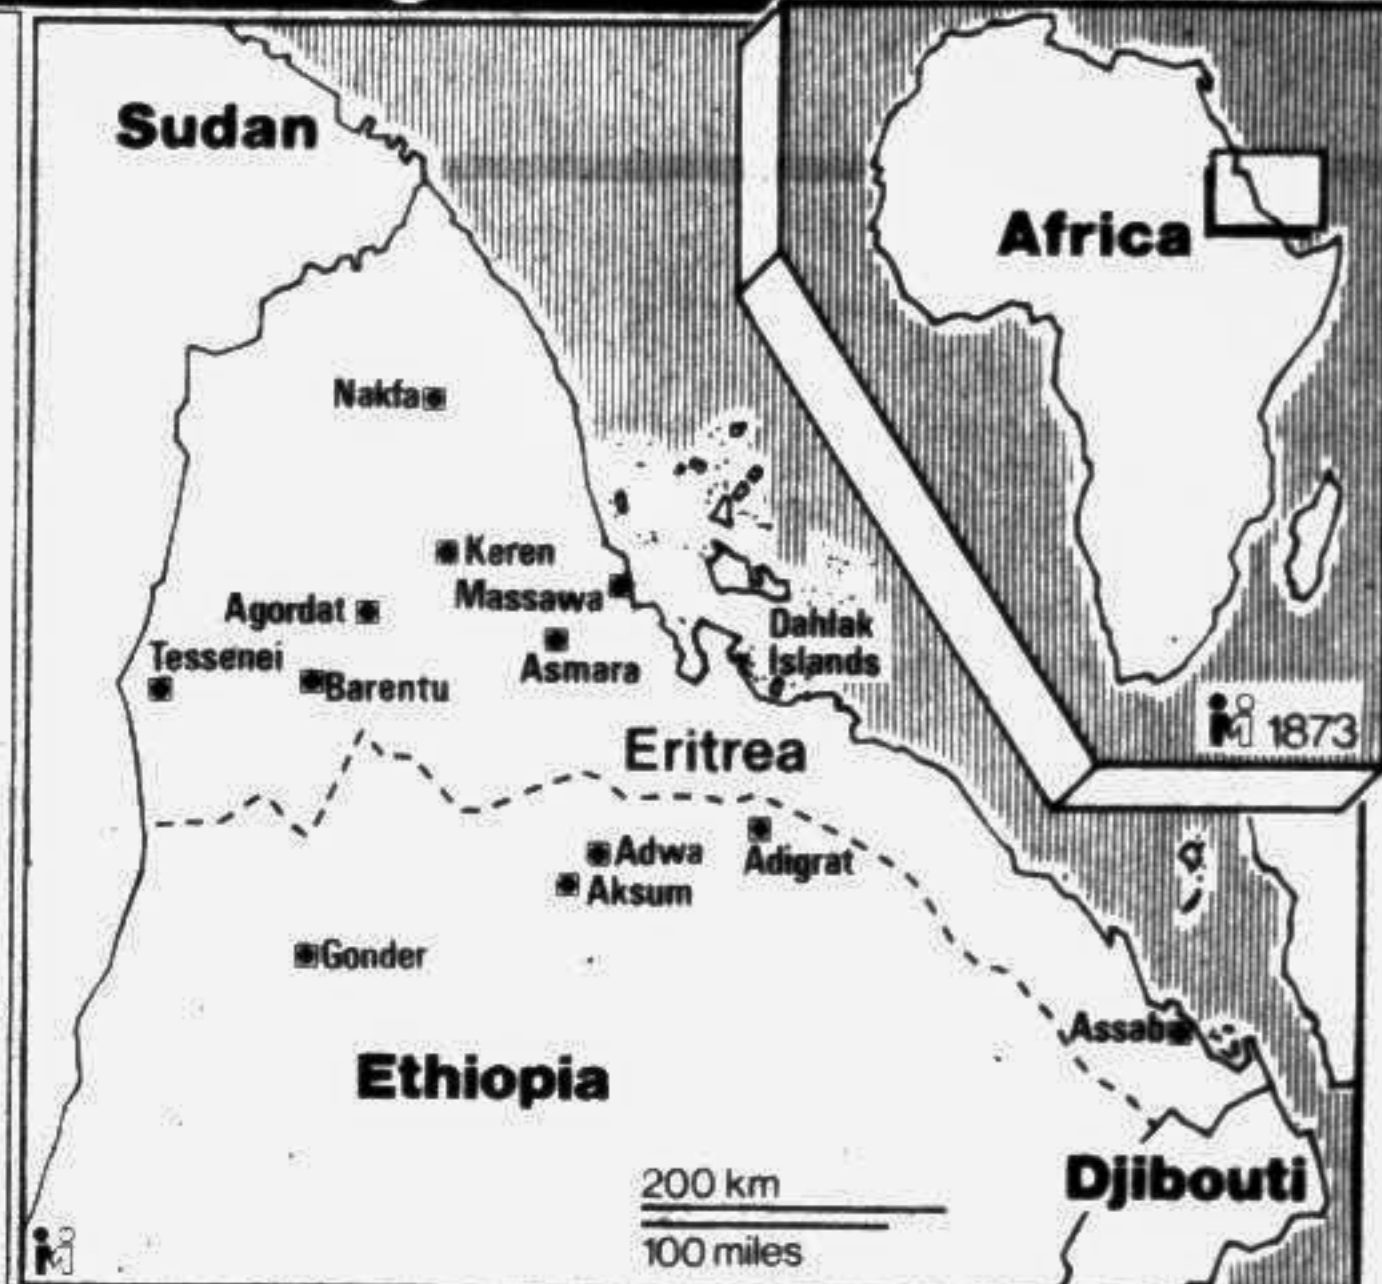 Sudan
Africa
Nakfa
Keren
Massawa
Agordat
Dahlak
Islands
Tessenei
Asmara
Barentu
1873
Eritrea
Adwa
Adigrat
Aksum
Gonder
Assab
Ethiopia
Djibouti
200 km
100 miles